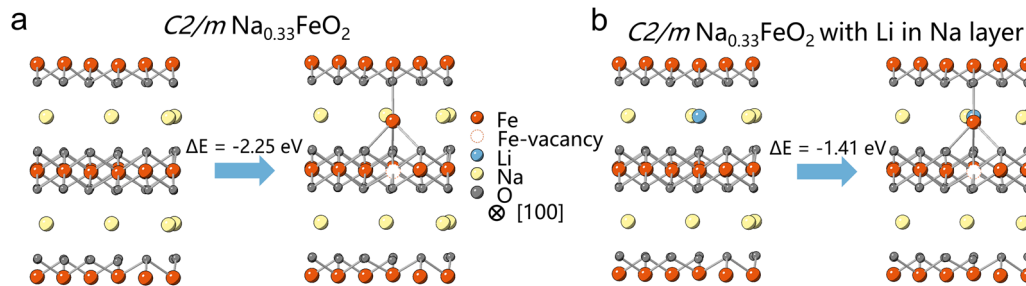 a
C2/m Na0.33FeO2
ΔE = -2.25 eV
Fe
Fe-vacancy
Li
Na
O
⊗ [100]
b
C2/m Na0.33FeO2 with Li in Na layer
ΔE = -1.41 eV